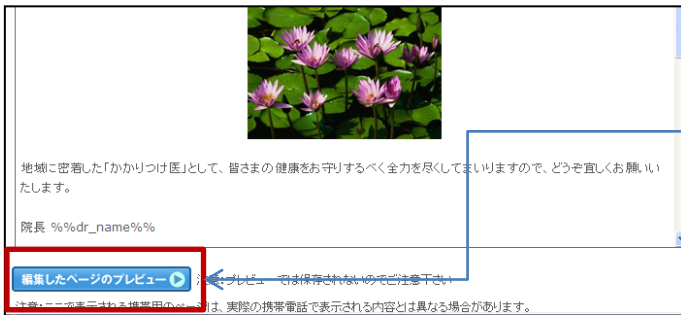 地域に密着した「かかりつけ医」として、皆さまの健康をお守りするべく全力を尽くしてまいりますので、どうぞ宜しくお願いい
たします。
院長 %%dr_name%%
編集したページのプレビュー 注意:プレビューでは保存されないのでご注意下さい
注意:ここで表示される携帯用のページは、実際の携帯電話で表示される内容とは異なる場合があります。